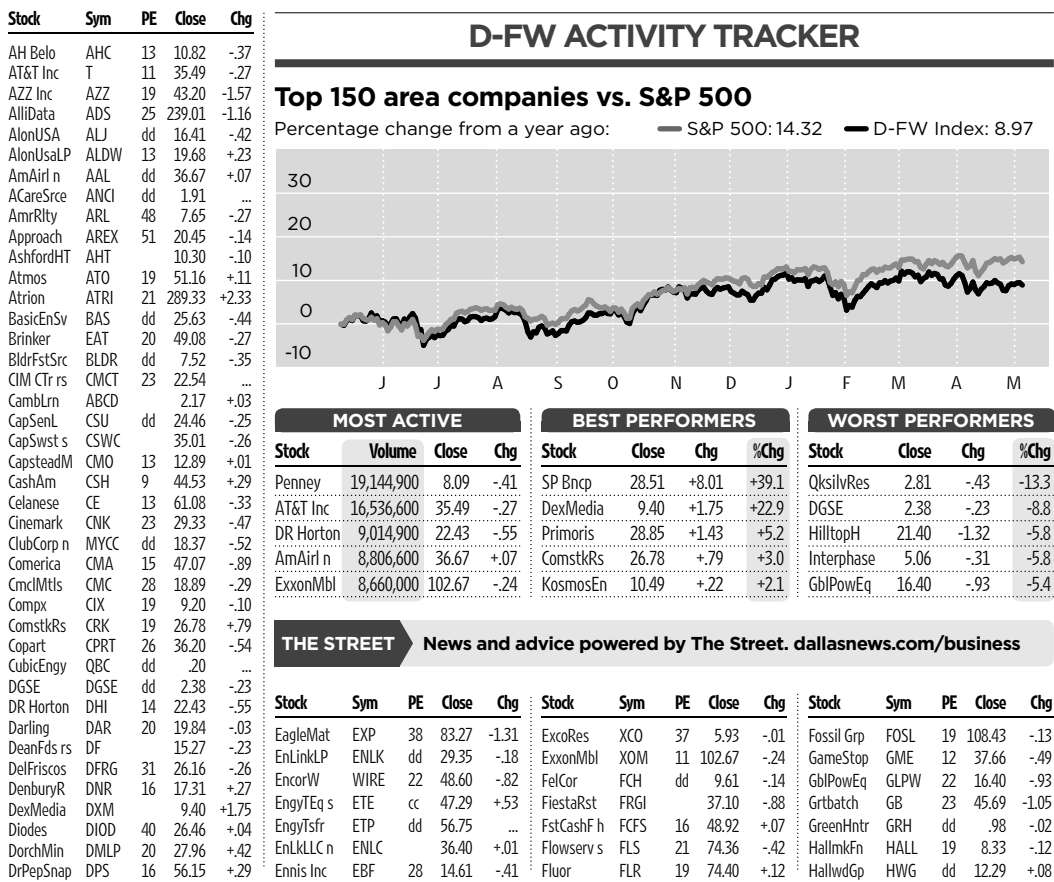 Stock Sym PE Close Chg
AH Belo AHC 13 10.82 -.37
AT&T Inc T 11 35.49 -.27
AZZ Inc AZZ 19 43.20 -1.57
AlliData ADS 25 239.01 -1.16
AlonUSA ALJ dd 16.41 -.42
AlonUsaLP ALDW 13 19.68 +.23
AmAirl n AAL dd 36.67 +.07
ACareSrce ANCI dd 1.91 ...
AmrRlty ARL 48 7.65 -.27
Approach AREX 51 20.45 -.14
AshfordHT AHT 10.30 -.10
Atmos ATO 19 51.16 +.11
Atrion ATRI 21 289.33 +2.33
BasicEnSv BAS dd 25.63 -.44
Brinker EAT 20 49.08 -.27
BldrFstSrc BLDR dd 7.52 -.35
CIM CTr rs CMCT 23 22.54 ...
CambLrn ABCD 2.17 +.03
CapSenL CSU dd 24.46 -.25
CapSwst s CSWC 35.01 -.26
CapsteadM CMO 13 12.89 +.01
CashAm CSH 9 44.53 +.29
Celanese CE 13 61.08 -.33
Cinemark CNK 23 29.33 -.47
ClubCorp n MYCC dd 18.37 -.52
Comerica CMA 15 47.07 -.89
CmclMtls CMC 28 18.89 -.29
Compx CIX 19 9.20 -.10
ComstkRs CRK 19 26.78 +.79
Copart CPRT 26 36.20 -.54
CubicEngy QBC dd .20 ...
DGSE DGSE dd 2.38 -.23
DR Horton DHI 14 22.43 -.55
Darling DAR 20 19.84 -.03
DeanFds rs DF 15.27 -.23
DelFriscos DFRG 31 26.16 -.26
DenburyR DNR 16 17.31 +.27
DexMedia DXM 9.40 +1.75
Diodes DIOD 40 26.46 +.04
DorchMin DMLP 20 27.96 +.42
DrPepSnap DPS 16 56.15 +.29
D-FW ACTIVITY TRACKER
Top 150 area companies vs. S&P 500
Percentage change from a year ago: S&P 500: 14.32 D-FW Index: 8.97
30
20
10
0
-10
J J A S O N D J F M A M
MOST ACTIVE
Stock Volume Close Chg
Penney 19,144,900 8.09 -.41
AT&T Inc 16,536,600 35.49 -.27
DR Horton 9,014,900 22.43 -.55
AmAirl n 8,806,600 36.67 +.07
ExxonMbl 8,660,000 102.67 -.24
BEST PERFORMERS
Stock Close Chg %Chg
SP Bncp 28.51 +8.01 +39.1
DexMedia 9.40 +1.75 +22.9
Primoris 28.85 +1.43 +5.2
ComstkRs 26.78 +.79 +3.0
KosmosEn 10.49 +.22 +2.1
WORST PERFORMERS
Stock Close Chg %Chg
QksilvRes 2.81 -.43 -13.3
DGSE 2.38 -.23 -8.8
HilltopH 21.40 -1.32 -5.8
Interphase 5.06 -.31 -5.8
GblPowEq 16.40 -.93 -5.4
THE STREET News and advice powered by The Street. dallasnews.com/business
Stock Sym PE Close Chg
EagleMat EXP 38 83.27 -1.31
EnLinkLP ENLK dd 29.35 -.18
EncorW WIRE 22 48.60 -.82
EngyTEq s ETE cc 47.29 +.53
EngyTsfr ETP dd 56.75 ...
EnLkLLC n ENLC 36.40 +.01
Ennis Inc EBF 28 14.61 -.41
Stock Sym PE Close Chg
ExcoRes XCO 37 5.93 -.01
ExxonMbl XOM 11 102.67 -.24
FelCor FCH dd 9.61 -.14
FiestaRst FRGI 37.10 -.88
FstCashF h FCFS 16 48.92 +.07
Flowserv s FLS 21 74.36 -.42
Fluor FLR 19 74.40 +.12
Stock Sym PE Close Chg
Fossil Grp FOSL 19 108.43 -.13
GameStop GME 12 37.66 -.49
GblPowEq GLPW 22 16.40 -.93
Grtbatch GB 23 45.69 -1.05
GreenHntr GRH dd .98 -.02
HallmkFn HALL 19 8.33 -.12
HallwdGp HWG dd 12.29 +.08